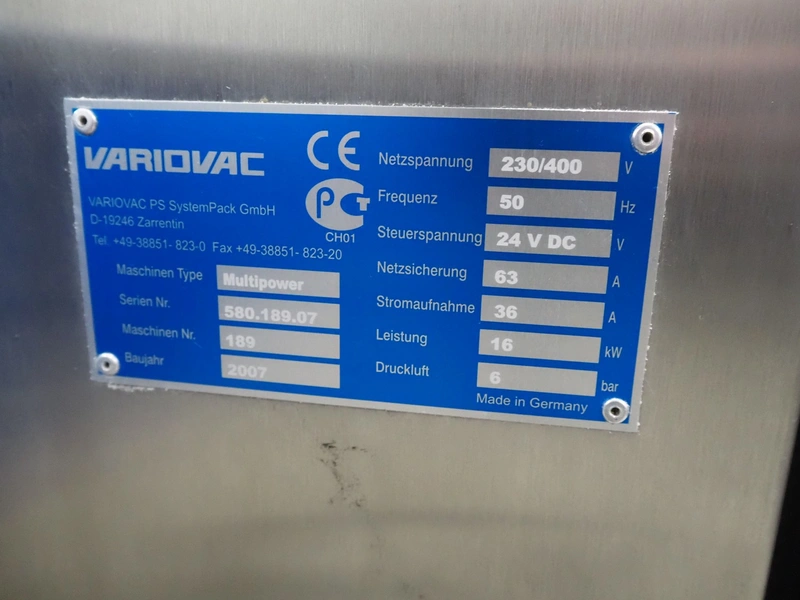 VARIOVAC
VARIOVAC PS SystemPack GmbH
D-19246 Zarrentin
Tel. +49-38851- 823-0 Fax +49-38851- 823-20
CE
PCT
CH01
Maschinen Type Multipower
Serien Nr. 580.189.07
Maschinen Nr. 189
Baujahr 2007
Netzspannung 230/400 V
Frequenz 50 Hz
Steuerspannung 24 V DC V
Netzsicherung 63 A
Stromaufnahme 36 A
Leistung 16 kW
Druckluft 6 bar
Made in Germany